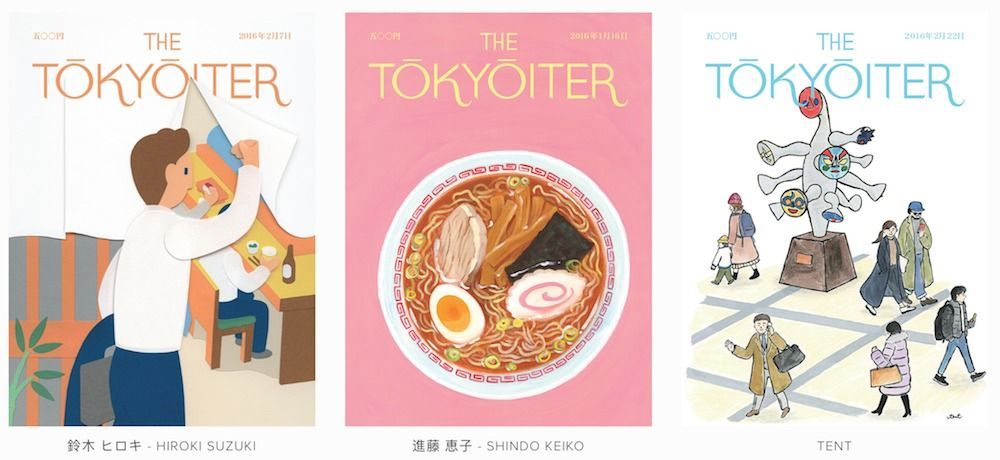 五〇〇円
2016年2月7日
THE
TŌKYŌITER
鈴木 ヒロキ - HIROKI SUZUKI
五〇〇円
2016年1月16日
THE
TŌKYŌITER
進藤 恵子 - SHINDO KEIKO
五〇〇円
2016年2月22日
THE
TŌKYŌITER
tent
TENT